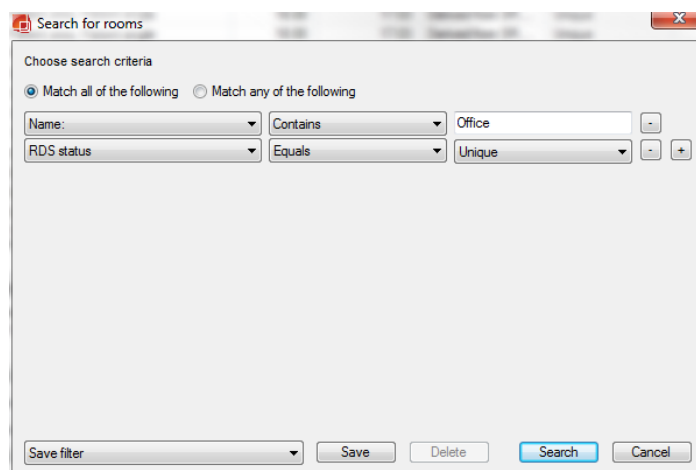 Search for rooms
Choose search criteria
Match all of the following Match any of the following
Name: Contains Office -
RDS status Equals Unique - +
Save filter Save Delete Search Cancel